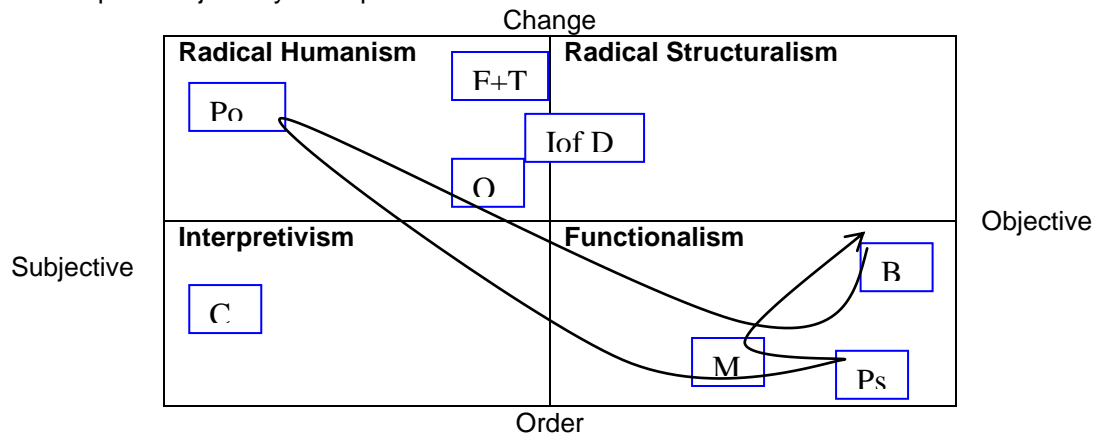 Change
Radical Humanism
Radical Structuralism
F+T
Po
Iof D
O
Objective
Interpretivism
Functionalism
Subjective
B
C
M
Ps
Order